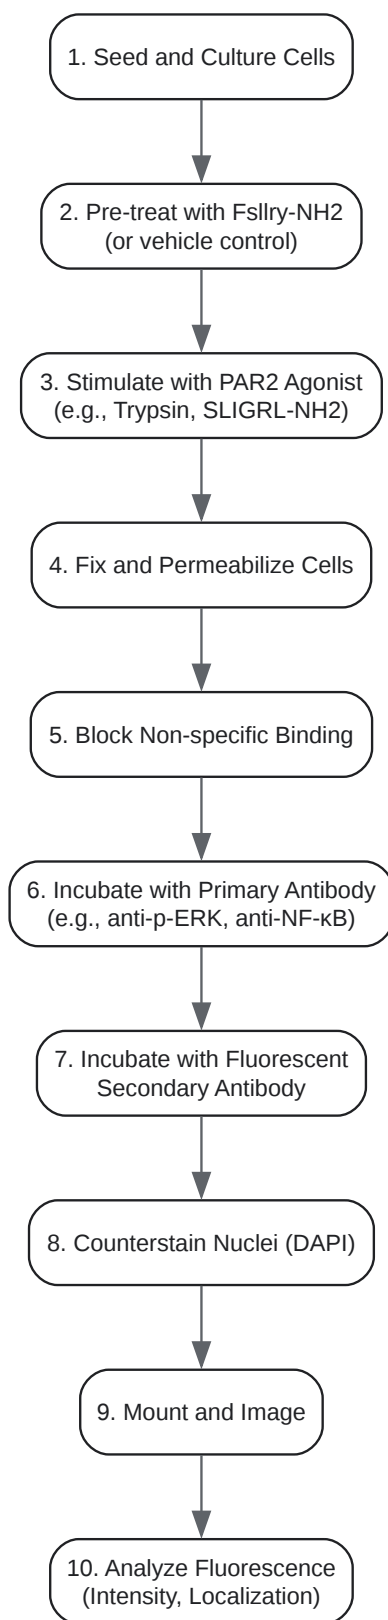 1. Seed and Culture Cells
2. Pre-treat with Fsllry-NH2
(or vehicle control)
3. Stimulate with PAR2 Agonist
(e.g., Trypsin, SLIGRL-NH2)
4. Fix and Permeabilize Cells
5. Block Non-specific Binding
6. Incubate with Primary Antibody
(e.g., anti-p-ERK, anti-NF-κB)
7. Incubate with Fluorescent
Secondary Antibody
8. Counterstain Nuclei (DAPI)
9. Mount and Image
10. Analyze Fluorescence
(Intensity, Localization)